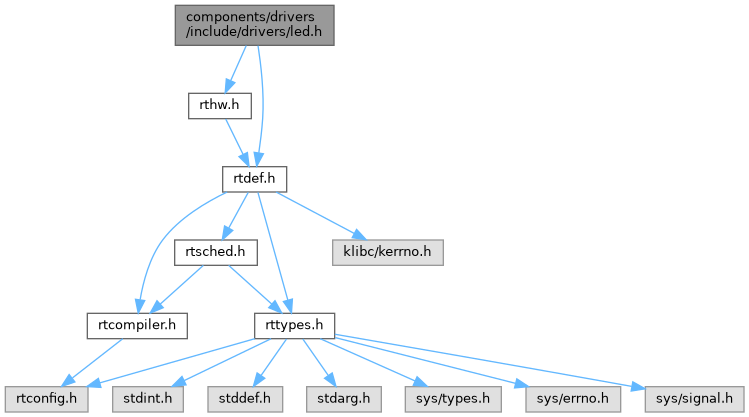 components/drivers
/include/drivers/led.h
rthw.h
rtdef.h
rtsched.h
klibc/kerrno.h
rtcompiler.h
rttypes.h
rtconfig.h
stdint.h
stddef.h
stdarg.h
sys/types.h
sys/errno.h
sys/signal.h